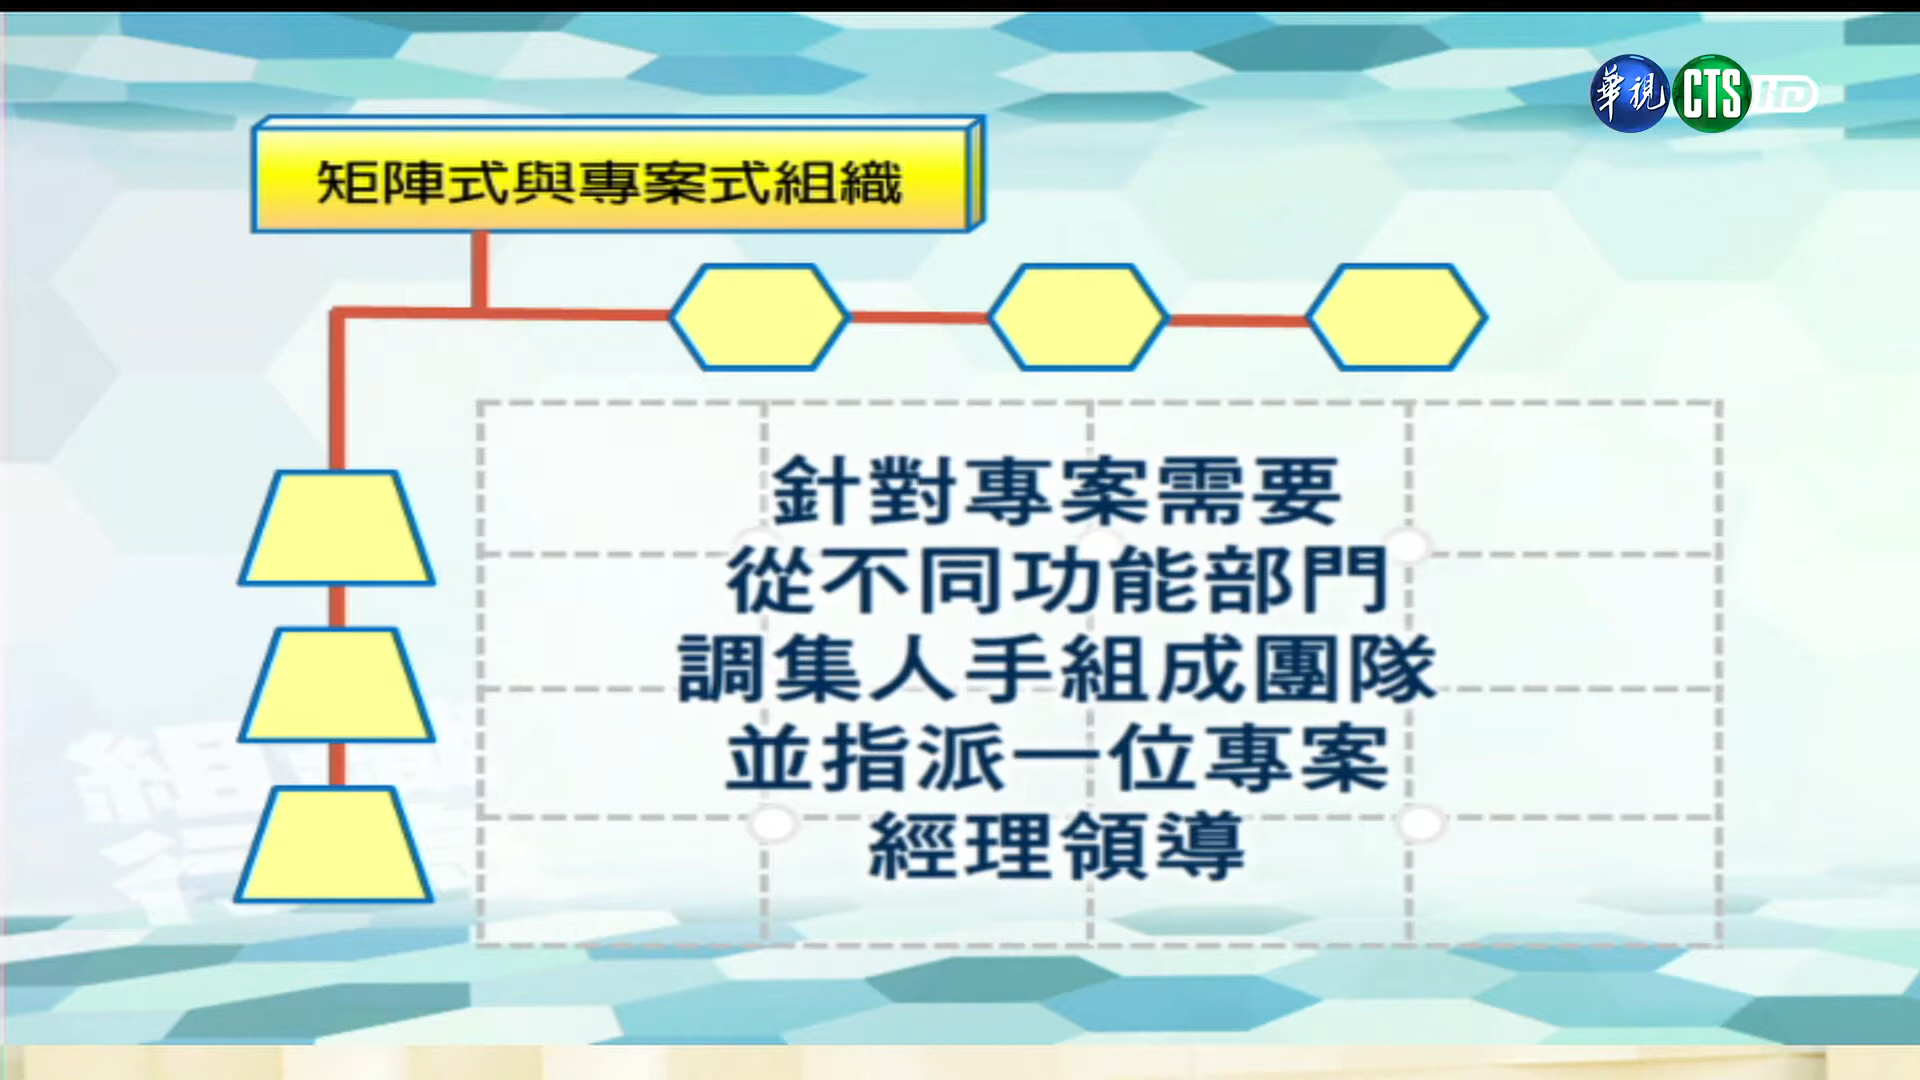 華視 CTS HD
矩陣式與專案式組織
針對專案需要
從不同功能部門
調集人手組成團隊
並指派一位專案
經理領導